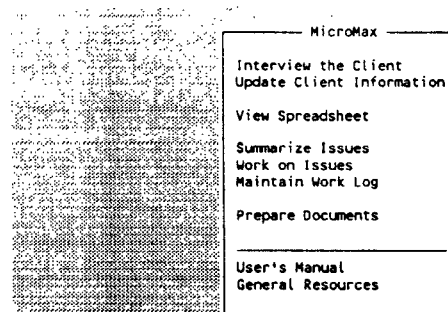 MicroMax
Interview the Client
Update Client Information
View Spreadsheet
Summarize Issues
Work on Issues
Maintain Work Log
Prepare Documents
User's Manual
General Resources